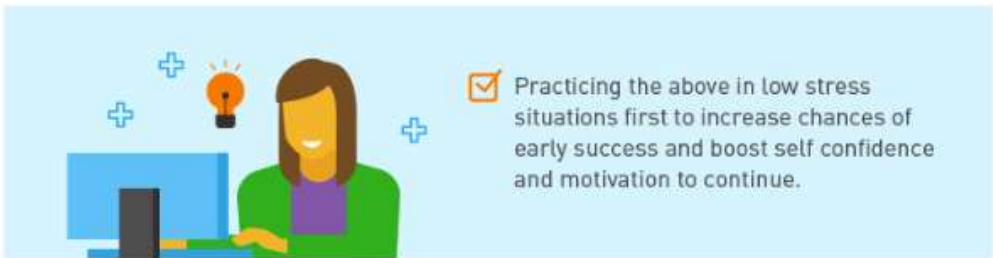 Practicing the above in low stress
situations first to increase chances of
early success and boost self confidence
and motivation to continue.